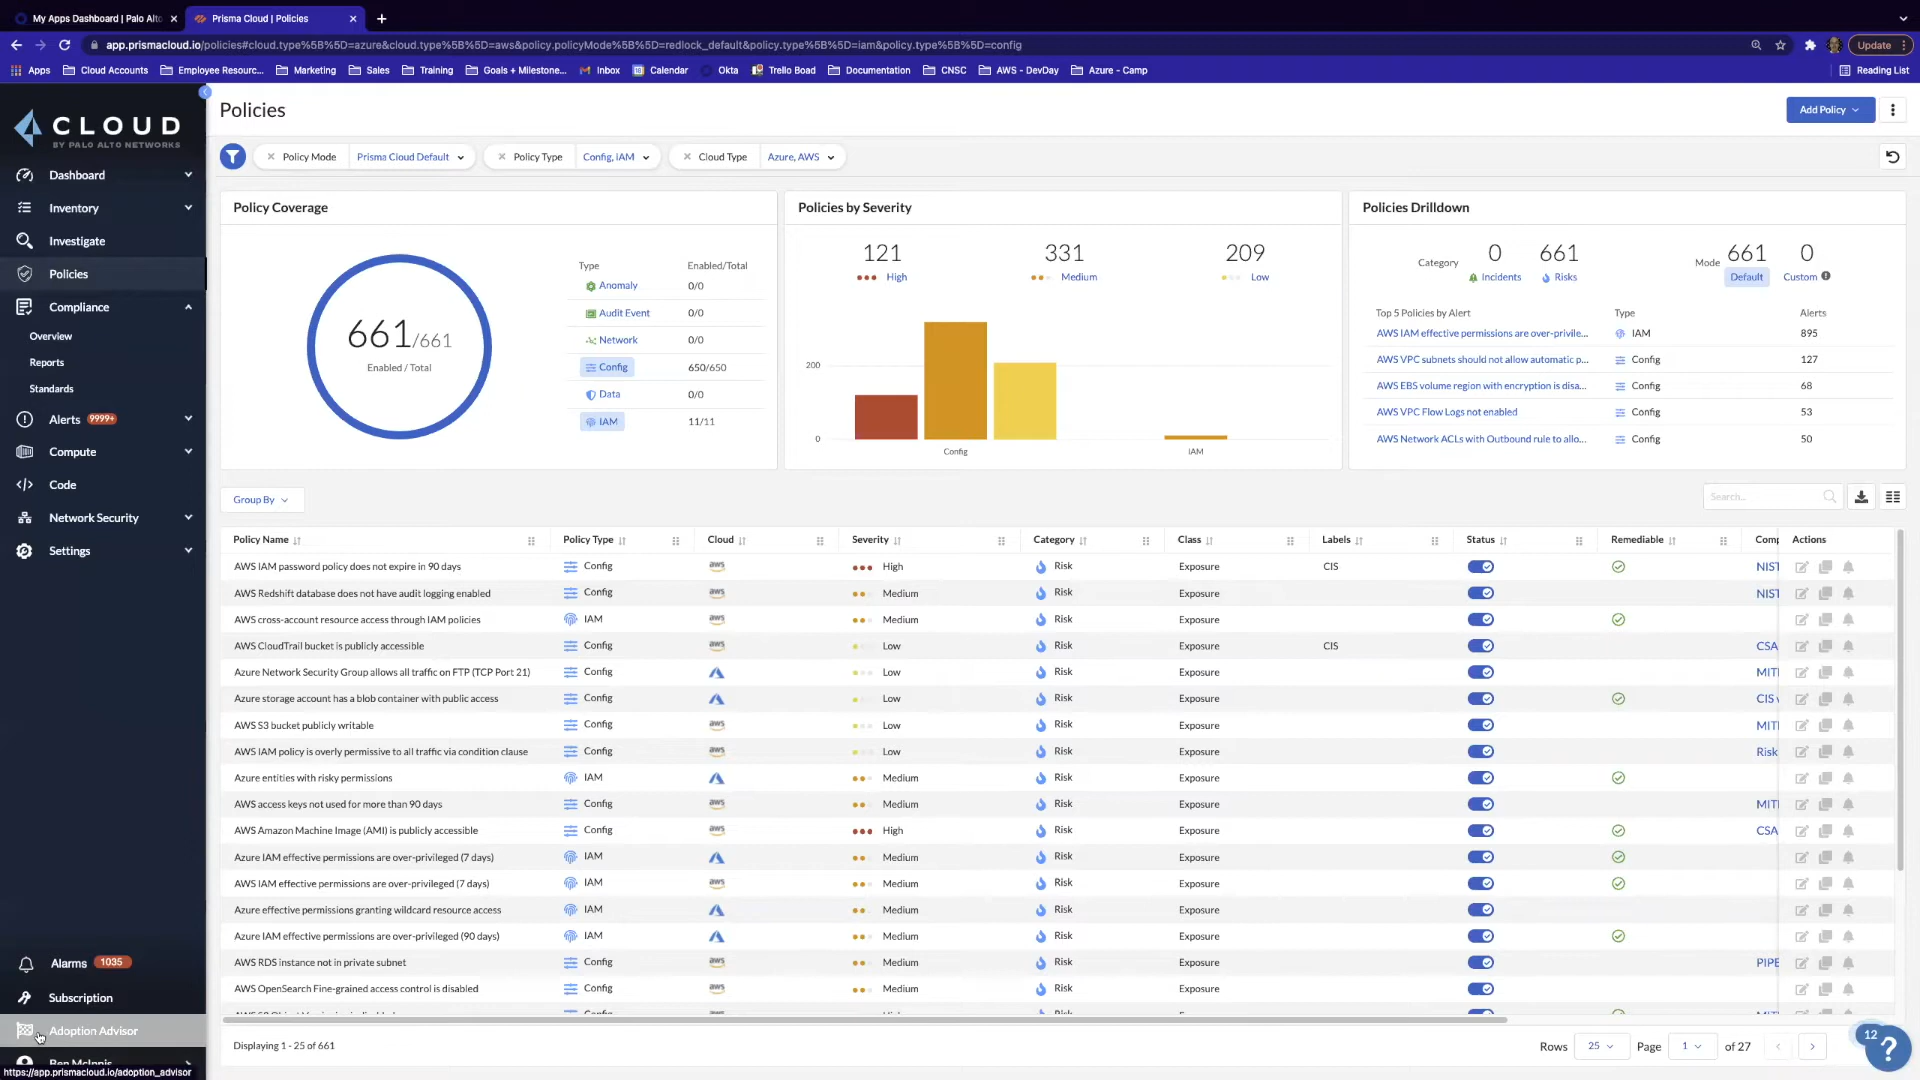 My Apps Dashboard | Palo Alto
Prisma Cloud | Policies
app.prismacloud.io/policies#cloud.type%5B%5D=azure&cloud.type%5B%5D=aws&policy.policyMode%5B%5D=redlock_default&policy.type%5B%5D=iam&policy.type%5B%5D=config
Update
Apps Cloud Accounts Employee Resourc... Marketing Sales Training Goals + Milestone... Inbox Calendar Okta Trello Boad Documentation CNSC AWS - DevDay Azure - Camp Reading List
CLOUD
BY PALO ALTO NETWORKS
Dashboard
Inventory
Investigate
Policies
Compliance
Overview
Reports
Standards
Alerts 9999+
Compute
Code
Network Security
Settings
Alarms 1035
Subscription
Adoption Advisor
Ben McInnis
https://app.prismacloud.io/adoption_advisor
Policies
Add Policy
Policy Mode Prisma Cloud Default
Policy Type Config, IAM
Cloud Type Azure, AWS
Policy Coverage
661/661
Enabled / Total
Type Enabled/Total
Anomaly 0/0
Audit Event 0/0
Network 0/0
Config 650/650
Data 0/0
IAM 11/11
Policies by Severity
121 331 209
High Medium Low
200
0
Config IAM
Policies Drilldown
Category 0 Incidents 661 Risks
Mode 661 Default 0 Custom
Top 5 Policies by Alert Type Alerts
AWS IAM effective permissions are over-privile... IAM 895
AWS VPC subnets should not allow automatic p... Config 127
AWS EBS volume region with encryption is disa... Config 68
AWS VPC Flow Logs not enabled Config 53
AWS Network ACLs with Outbound rule to allo... Config 50
Group By
Search...
Policy Name Policy Type Cloud Severity Category Class Labels Status Remediable Comp Actions
AWS IAM password policy does not expire in 90 days Config aws High Risk Exposure CIS NIST
AWS Redshift database does not have audit logging enabled Config aws Medium Risk Exposure NIST
AWS cross-account resource access through IAM policies IAM aws Medium Risk Exposure
AWS CloudTrail bucket is publicly accessible Config aws Low Risk Exposure CIS CSA
Azure Network Security Group allows all traffic on FTP (TCP Port 21) Config Low Risk Exposure MITI
Azure storage account has a blob container with public access Config Low Risk Exposure CIS v
AWS S3 bucket publicly writable Config aws Low Risk Exposure MITI
AWS IAM policy is overly permissive to all traffic via condition clause Config aws Low Risk Exposure Risk
Azure entities with risky permissions IAM Medium Risk Exposure
AWS access keys not used for more than 90 days Config aws Medium Risk Exposure MITI
AWS Amazon Machine Image (AMI) is publicly accessible Config aws High Risk Exposure CSA
Azure IAM effective permissions are over-privileged (7 days) IAM Medium Risk Exposure
AWS IAM effective permissions are over-privileged (7 days) IAM aws Medium Risk Exposure
Azure effective permissions granting wildcard resource access IAM Medium Risk Exposure
Azure IAM effective permissions are over-privileged (90 days) IAM Medium Risk Exposure
AWS RDS instance not in private subnet Config aws Medium Risk Exposure PIPE
AWS OpenSearch Fine-grained access control is disabled Config aws Medium Risk Exposure
Displaying 1 - 25 of 661
Rows 25 Page 1 of 27
12
?